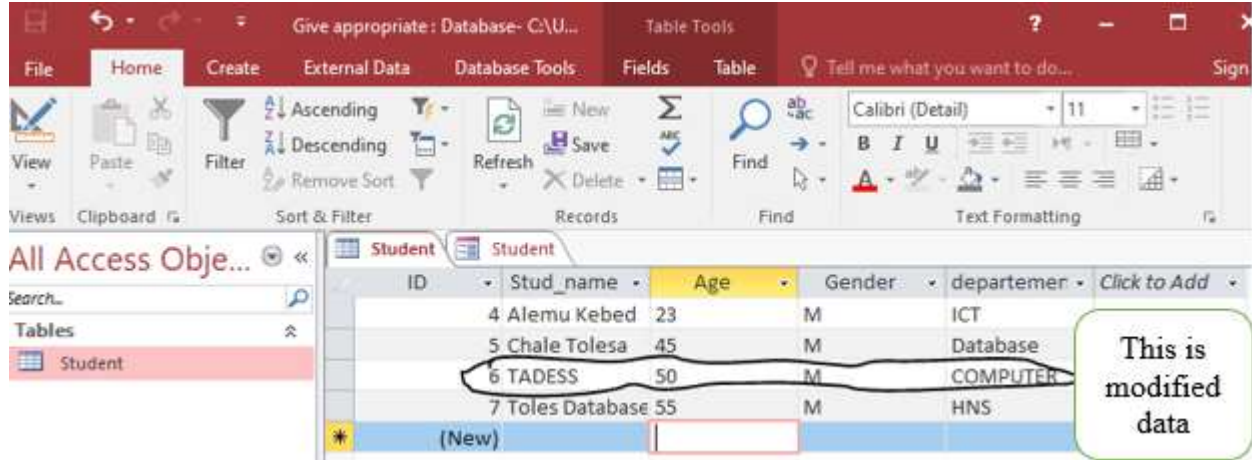 Give appropriate : Database- C:\U... Table Tools ?
File Home Create External Data Database Tools Fields Table Tell me what you want to do... Sign
View Paste Filter Ascending Descending Remove Sort Refresh New Save Delete Σ ABC Find ab ac Calibri (Detail) 11 B I U A
Views Clipboard Sort & Filter Records Find Text Formatting
All Access Obje... «
Search...
Tables
Student
Student Student
ID Stud_name Age Gender departemen Click to Add
4 Alemu Kebed 23 M ICT
5 Chale Tolesa 45 M Database
6 TADESS 50 M COMPUTER
7 Toles Database 55 M HNS
* (New)
This is
modified
data